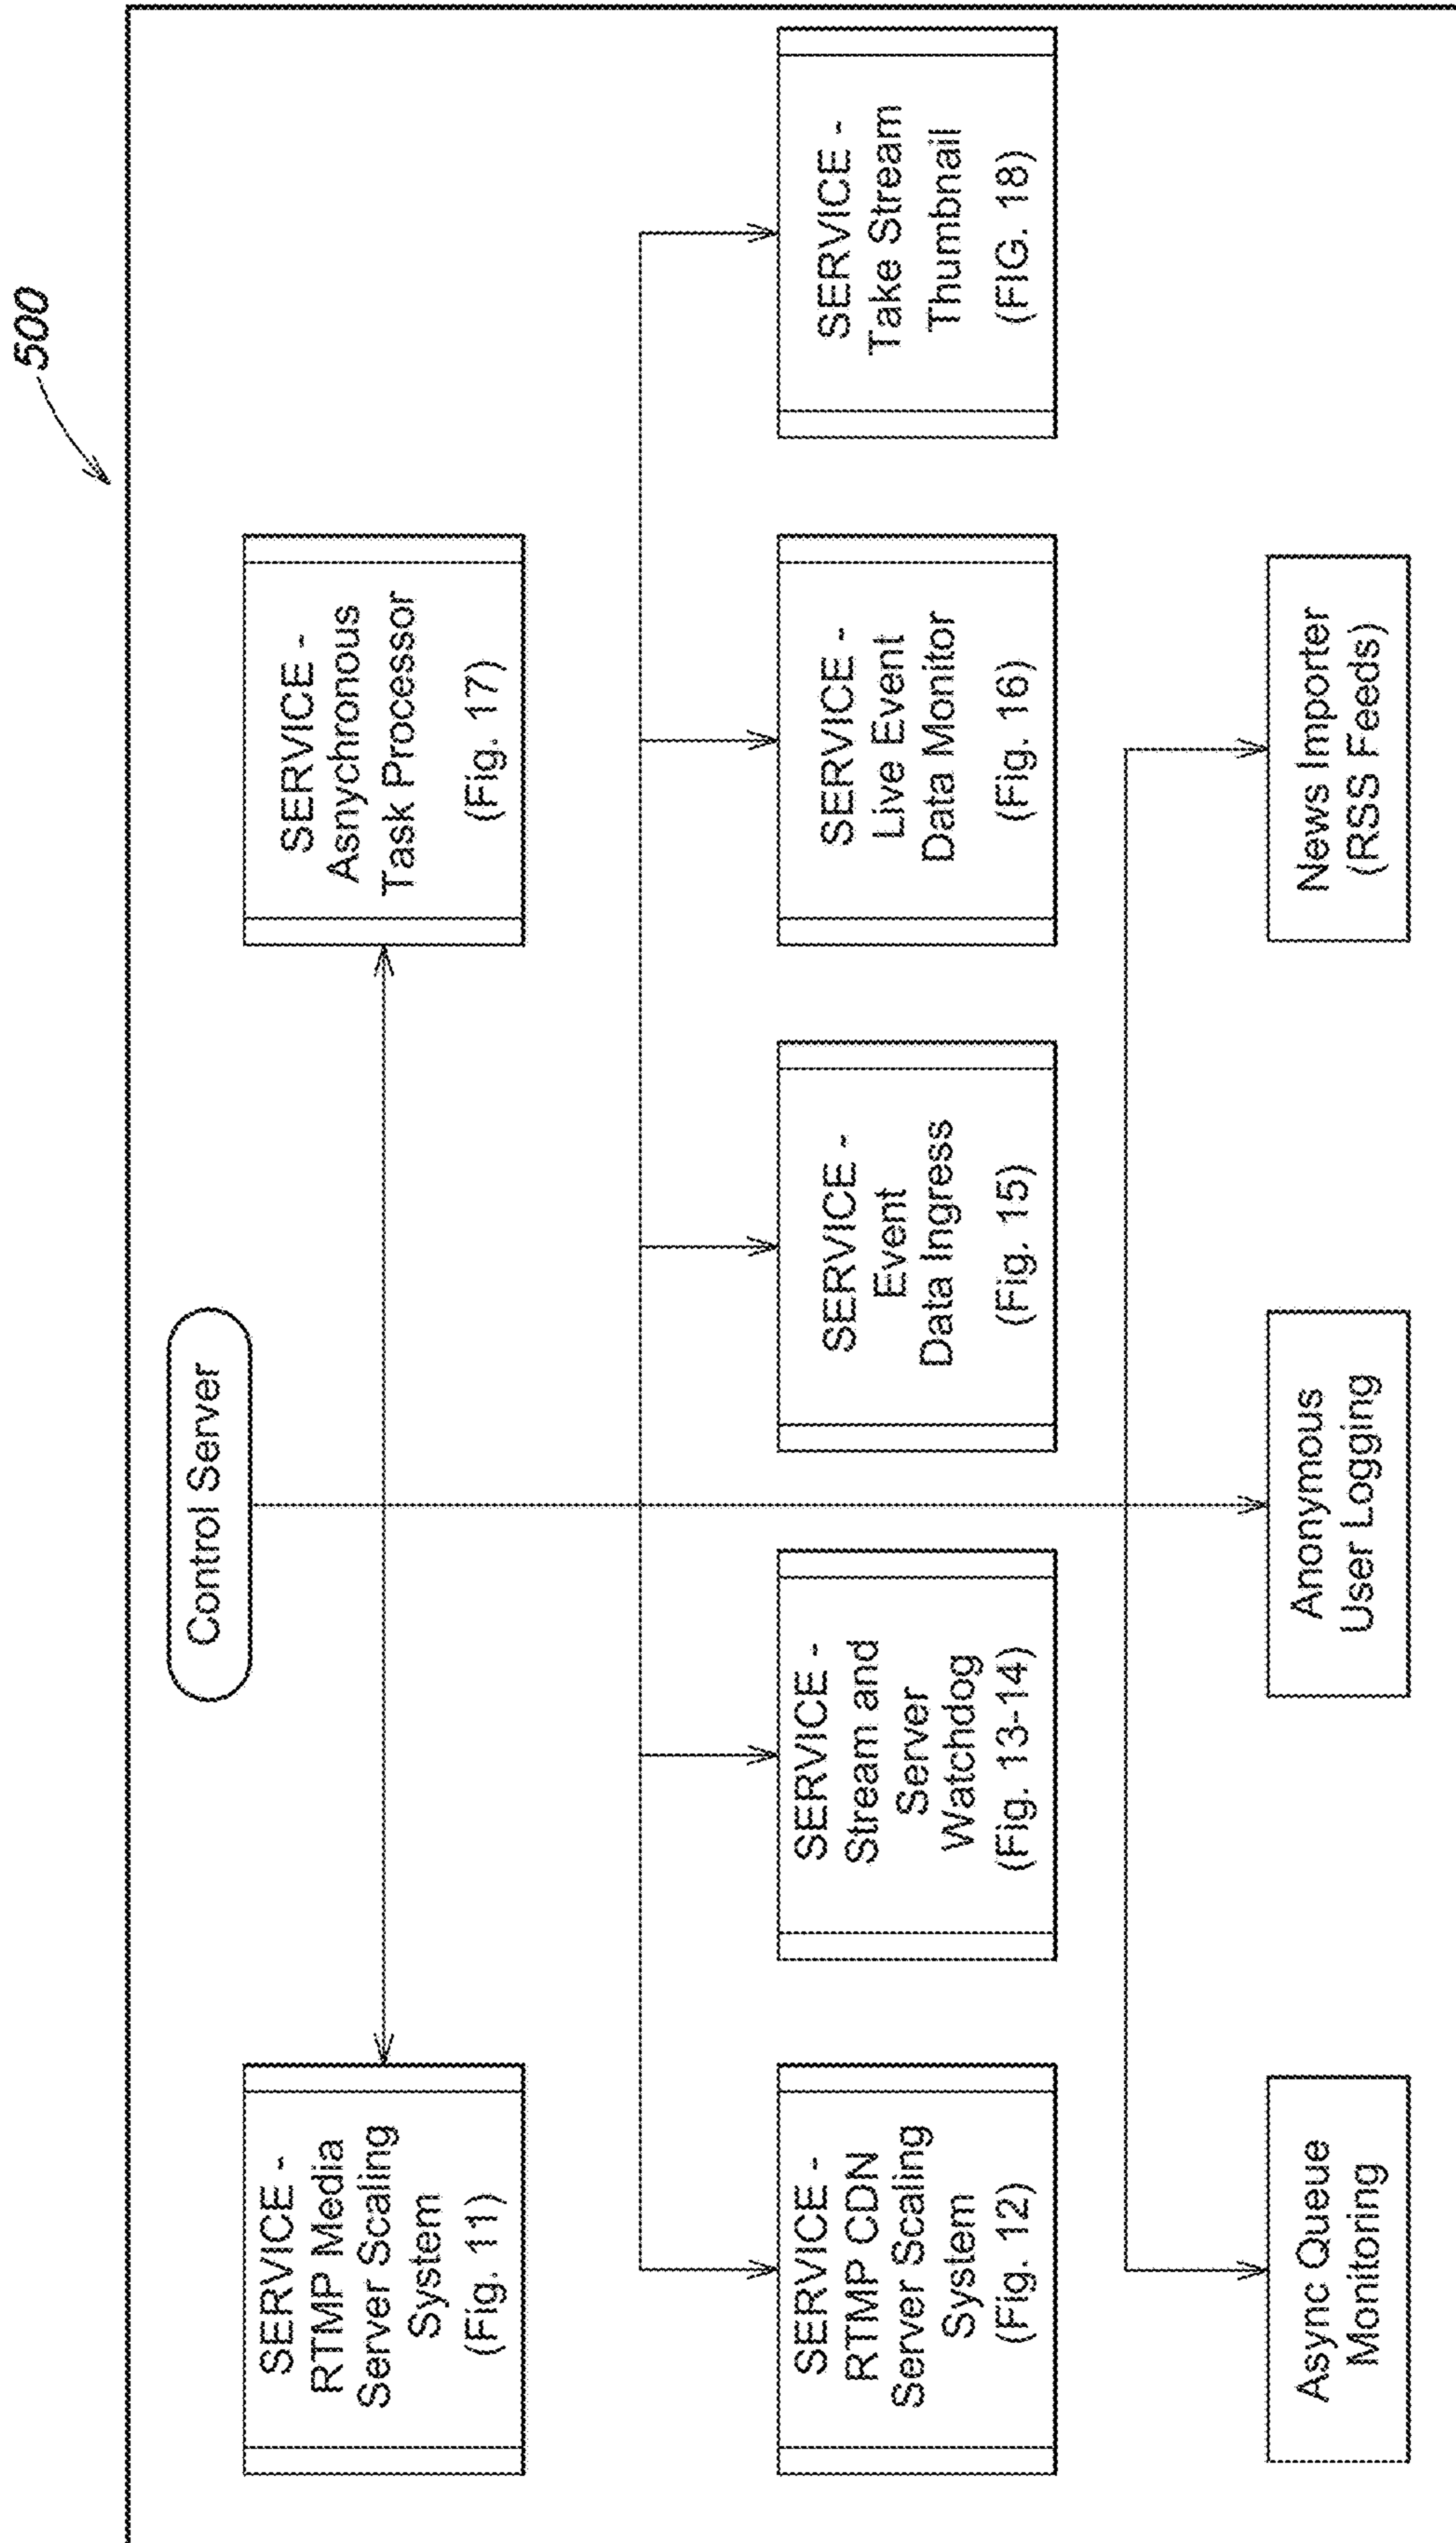 500
Control Server
SERVICE -
RTMP Media
Server Scaling
System
(Fig. 11)
SERVICE -
Asnychronous
Task Processor
(Fig. 17)
SERVICE -
RTMP CDN
Server Scaling
System
(Fig. 12)
SERVICE -
Stream and
Server
Watchdog
(Fig. 13-14)
SERVICE -
Event
Data Ingress
(Fig. 15)
SERVICE -
Live Event
Data Monitor
(Fig. 16)
SERVICE -
Take Stream
Thumbnail
(FIG. 18)
Async Queue
Monitoring
Anonymous
User Logging
News Importer
(RSS Feeds)